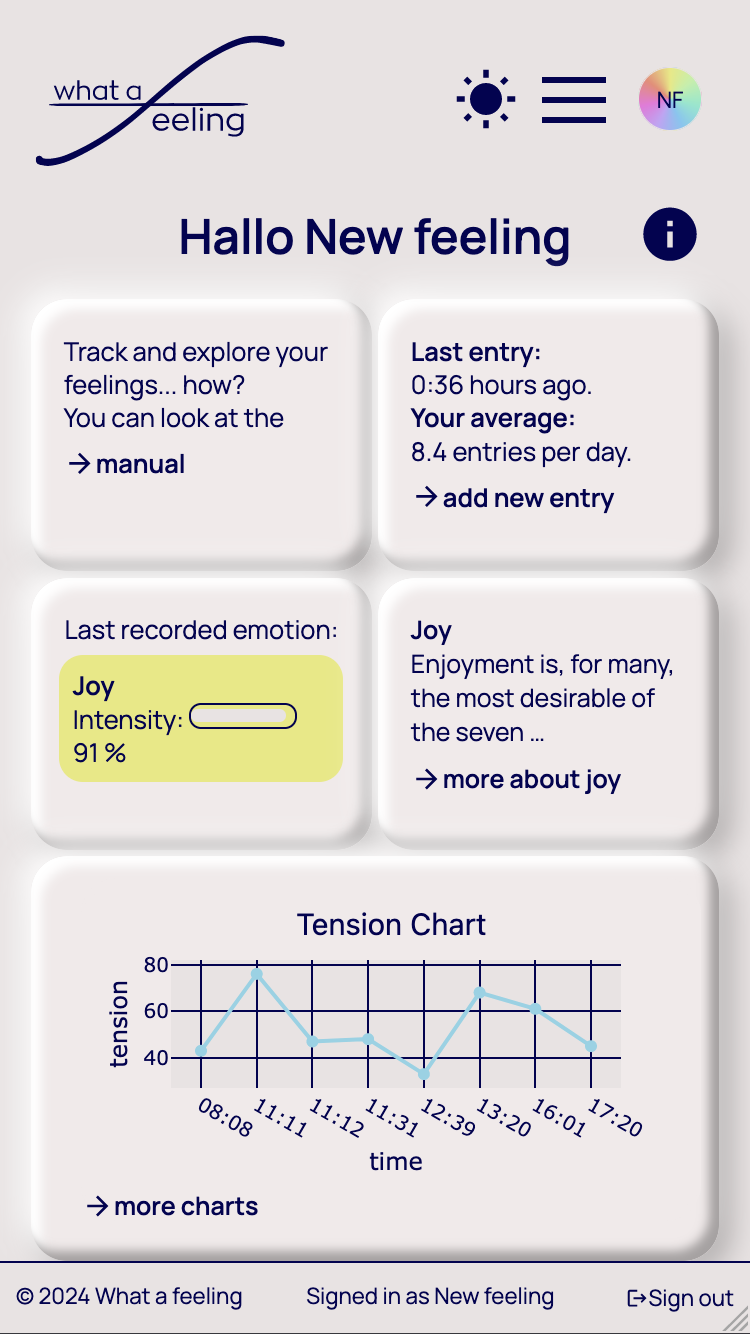 what a
feeling
NF
Hallo New feeling
i
Track and explore your
feelings... how?
You can look at the
→ manual
Last entry:
0:36 hours ago.
Your average:
8.4 entries per day.
→ add new entry
Last recorded emotion:
Joy
Intensity:
91 %
Joy
Enjoyment is, for many,
the most desirable of
the seven ...
→ more about joy
Tension Chart
tension
80
60
40
08:08 11:11 11:12 11:31 12:39 13:20 16:01 17:20
time
→ more charts
© 2024 What a feeling Signed in as New feeling Sign out